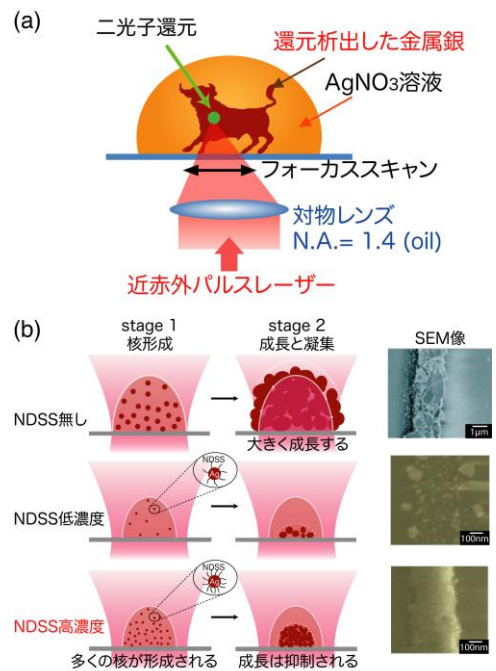 (a)
二光子還元
還元析出した金属銀
AgNO3溶液
フォーカススキャン
対物レンズ
N.A.= 1.4 (oil)
近赤外パルスレーザー
(b)
stage 1
核形成
stage 2
成長と凝集
SEM像
NDSS無し
大きく成長する
1μm
NDSS
Ag
NDSS低濃度
100nm
NDSS
Ag
NDSS高濃度
多くの核が形成される
成長は抑制される
100nm